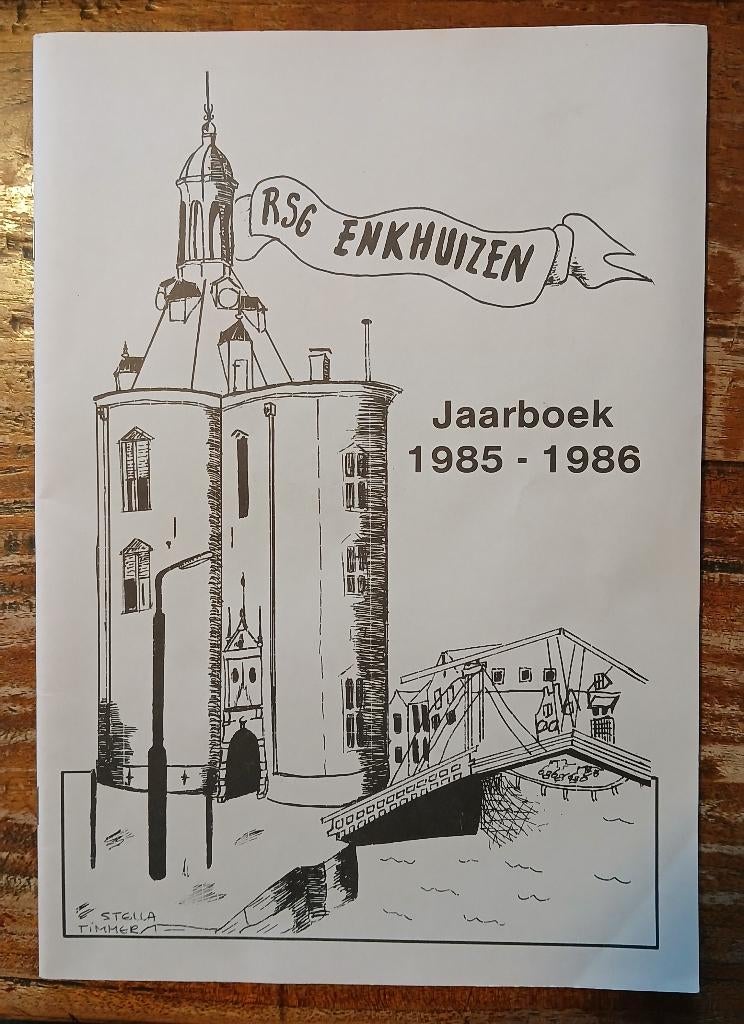 RSG ENKHUIZEN
Jaarboek
1985 - 1986
STELLA
TIMMER